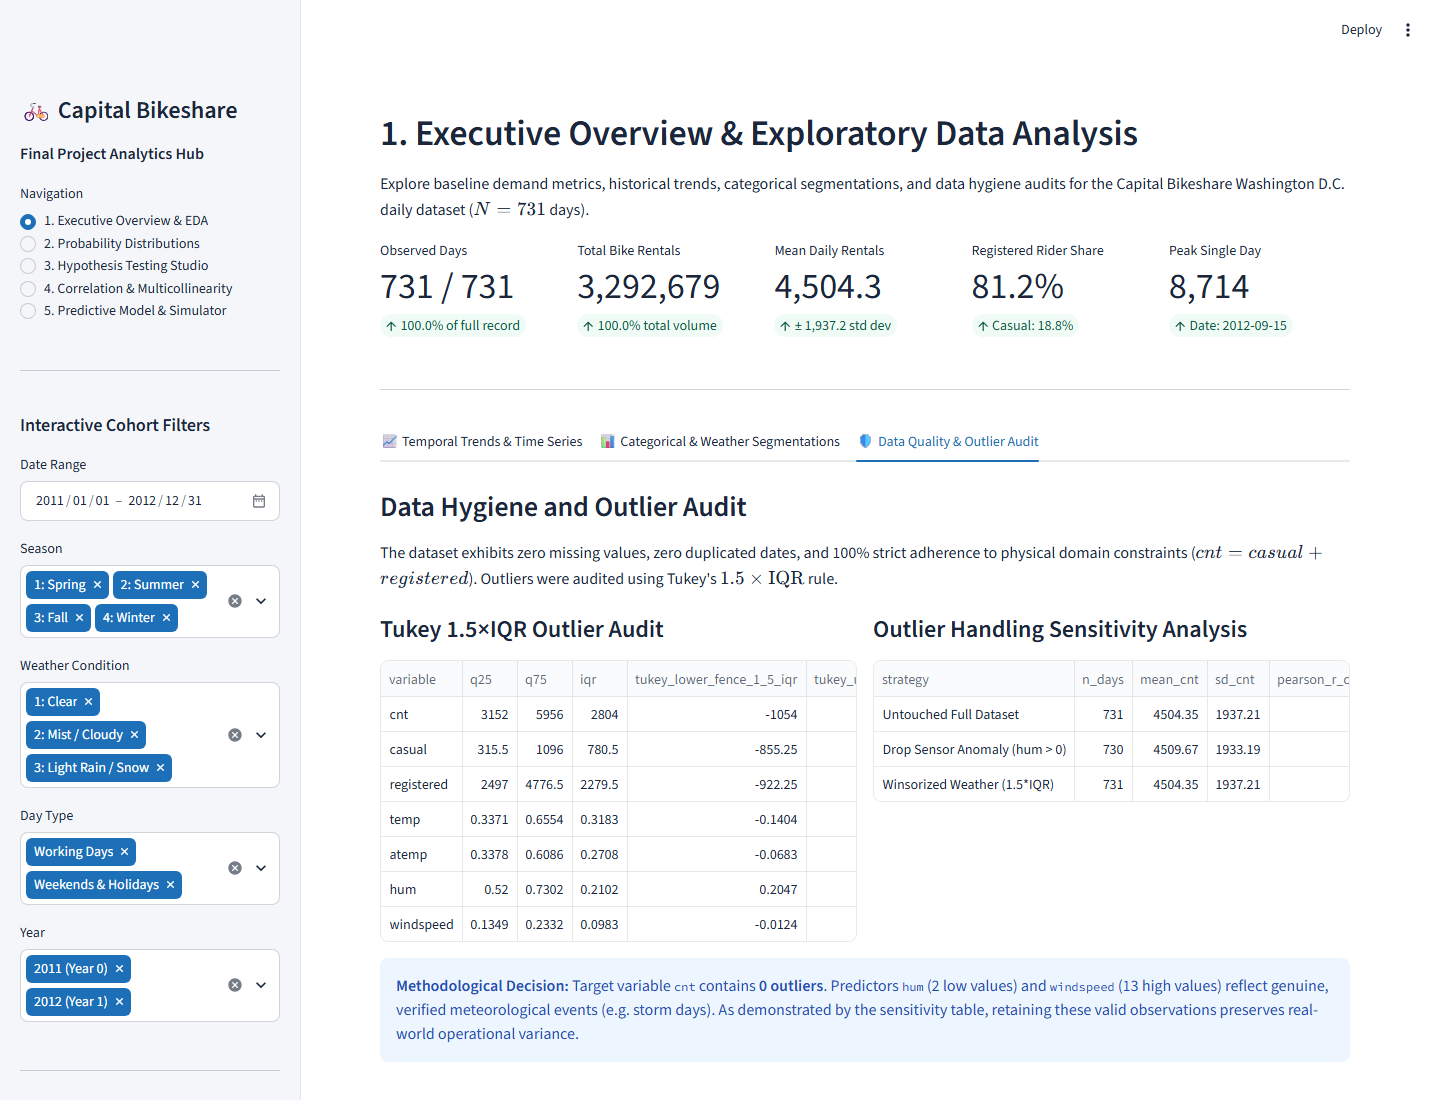 Deploy
Capital Bikeshare
Final Project Analytics Hub
Navigation
1. Executive Overview & EDA
2. Probability Distributions
3. Hypothesis Testing Studio
4. Correlation & Multicollinearity
5. Predictive Model & Simulator
Interactive Cohort Filters
Date Range
2011/01/01 – 2012/12/31
Season
1: Spring × 2: Summer ×
3: Fall × 4: Winter ×
Weather Condition
1: Clear ×
2: Mist / Cloudy ×
3: Light Rain / Snow ×
Day Type
Working Days ×
Weekends & Holidays ×
Year
2011 (Year 0) ×
2012 (Year 1) ×
1. Executive Overview & Exploratory Data Analysis
Explore baseline demand metrics, historical trends, categorical segmentations, and data hygiene audits for the Capital Bikeshare Washington D.C.
daily dataset (N = 731 days).
Observed Days Total Bike Rentals Mean Daily Rentals Registered Rider Share Peak Single Day
731 / 731 3,292,679 4,504.3 81.2% 8,714
↑ 100.0% of full record ↑ 100.0% total volume ↑ ± 1,937.2 std dev ↑ Casual: 18.8% ↑ Date: 2012-09-15
Temporal Trends & Time Series Categorical & Weather Segmentations Data Quality & Outlier Audit
Data Hygiene and Outlier Audit
The dataset exhibits zero missing values, zero duplicated dates, and 100% strict adherence to physical domain constraints (cnt = casual +
registered). Outliers were audited using Tukey's 1.5 × IQR rule.
Tukey 1.5×IQR Outlier Audit
variable q25 q75 iqr tukey_lower_fence_1_5_iqr tukey_u
cnt 3152 5956 2804 -1054
casual 315.5 1096 780.5 -855.25
registered 2497 4776.5 2279.5 -922.25
temp 0.3371 0.6554 0.3183 -0.1404
atemp 0.3378 0.6086 0.2708 -0.0683
hum 0.52 0.7302 0.2102 0.2047
windspeed 0.1349 0.2332 0.0983 -0.0124
Outlier Handling Sensitivity Analysis
strategy n_days mean_cnt sd_cnt pearson_r_c
Untouched Full Dataset 731 4504.35 1937.21
Drop Sensor Anomaly (hum > 0) 730 4509.67 1933.19
Winsorized Weather (1.5*IQR) 731 4504.35 1937.21
Methodological Decision: Target variable cnt contains 0 outliers. Predictors hum (2 low values) and windspeed (13 high values) reflect genuine,
verified meteorological events (e.g. storm days). As demonstrated by the sensitivity table, retaining these valid observations preserves real-
world operational variance.